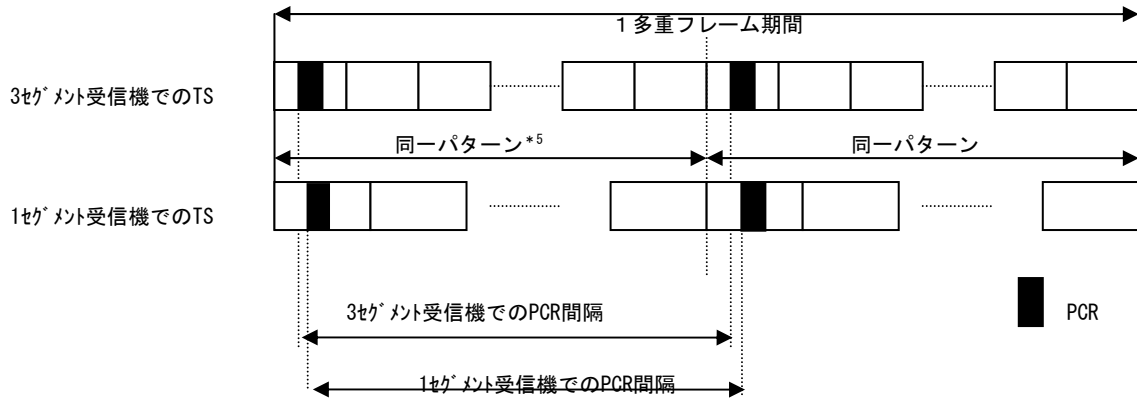 1多重フレーム期間
3ｾｸﾞﾒﾝﾄ受信機でのTS
同一パターン*5 同一パターン
1ｾｸﾞﾒﾝﾄ受信機でのTS
3ｾｸﾞﾒﾝﾄ受信機でのPCR間隔
PCR
1ｾｸﾞﾒﾝﾄ受信機でのPCR間隔